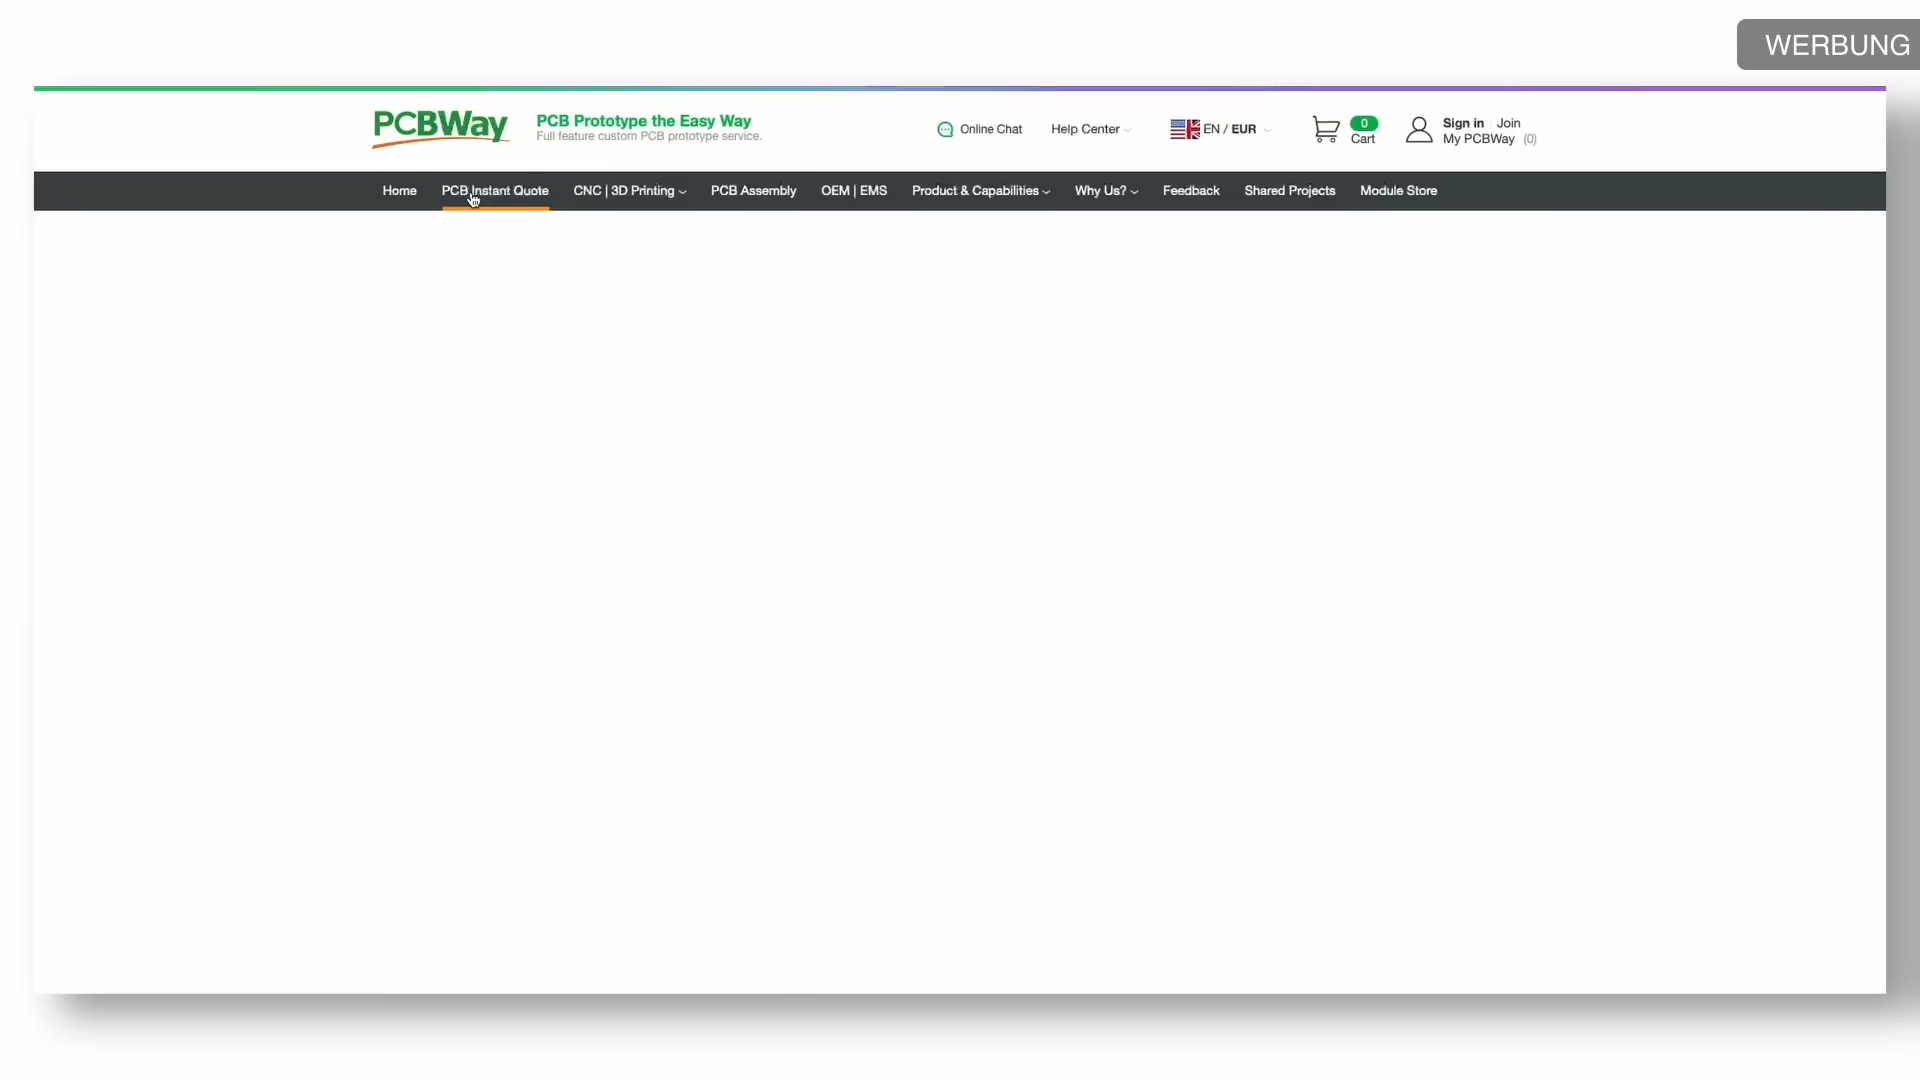 WERBUNG
PCBWay
PCB Prototype the Easy Way
Full feature custom PCB prototype service.
Online Chat
Help Center
EN / EUR
0
Cart
Sign in
Join
My PCBWay (0)
Home
PCB Instant Quote
CNC | 3D Printing
PCB Assembly
OEM | EMS
Product & Capabilities
Why Us?
Feedback
Shared Projects
Module Store